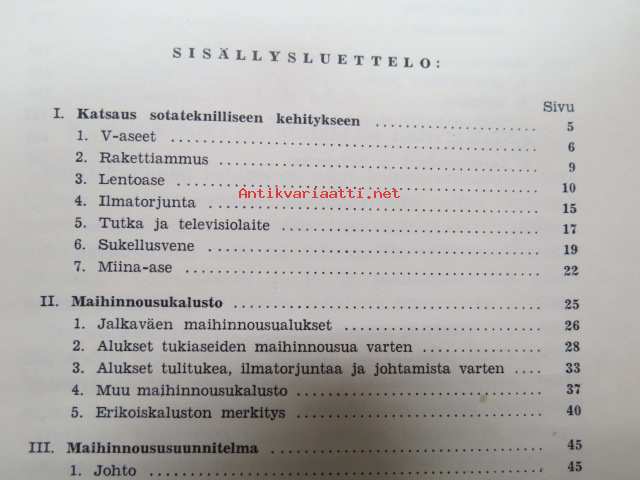 SISÄLLYSLUETTELO:
Sivu
I. Katsaus sotateknilliseen kehitykseen .......... 5
1. V-aseet .......... 6
2. Rakettiammus .......... 9
3. Lentoase .......... 10
Antikvariaatti.net
4. Ilmatorjunta .......... 15
5. Tutka ja televisiolaite .......... 17
6. Sukellusvene .......... 19
7. Miina-ase .......... 22
II. Maihinnousukalusto .......... 25
1. Jalkaväen maihinnousualukset .......... 26
2. Alukset tukiaseiden maihinnousua varten .......... 28
3. Alukset tulitukea, ilmatorjuntaa ja johtamista varten .......... 33
4. Muu maihinnousukalusto .......... 37
5. Erikoiskaluston merkitys .......... 40
III. Maihinnoususuunnitelma .......... 45
1. Johto .......... 45